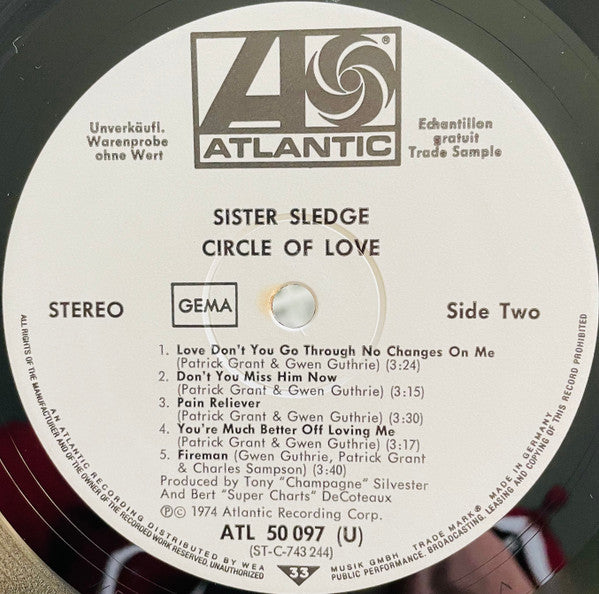 ®
ATLANTIC
Unverkäufl.
Warenprobe
ohne Wert
Echantillon
gratuit
Trade Sample
SISTER SLEDGE
CIRCLE OF LOVE
STEREO
GEMA
Side Two
1. Love Don't You Go Through No Changes On Me
(Patrick Grant & Gwen Guthrie) (3:24)
2. Don't You Miss Him Now
(Patrick Grant & Gwen Guthrie) (3:15)
3. Pain Reliever
(Patrick Grant & Gwen Guthrie) (3:30)
4. You're Much Better Off Loving Me
(Patrick Grant & Gwen Guthrie) (3:17)
5. Fireman (Gwen Guthrie, Patrick Grant
& Charles Sampson) (3:40)
Produced by Tony "Champagne" Silvester
And Bert "Super Charts" DeCoteaux
Ⓟ© 1974 Atlantic Recording Corp.
ATL 50 097 (U)
(ST-C-743 244)
33
ALL RIGHTS OF THE MANUFACTURER AND OF THE OWNER OF THE RECORDED WORK RESERVED. UNAUTHORIZED PUBLIC PERFORMANCE, BROADCASTING, LEASING AND COPYING OF THIS RECORD PROHIBITED
AN ATLANTIC RECORDING DISTRIBUTED BY WEA MUSIK GMBH TRADE MARK® MADE IN GERMANY